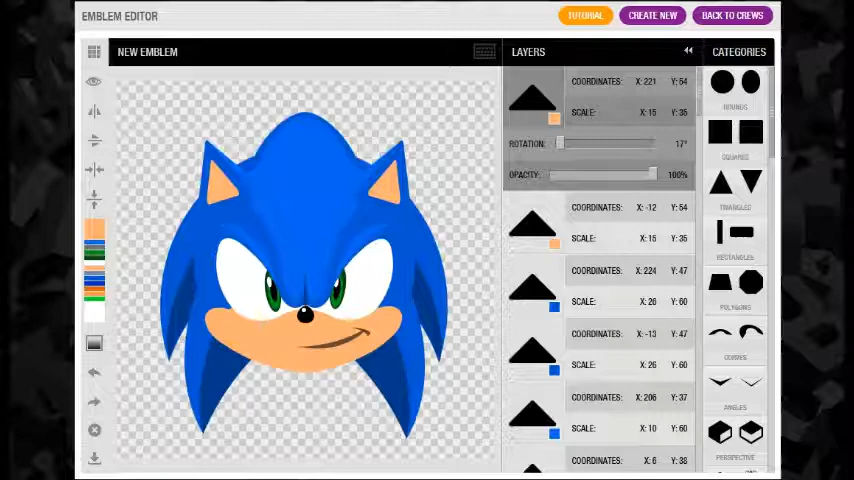 EMBLEM EDITOR
TUTORIAL
CREATE NEW
BACK TO CREWS
NEW EMBLEM
LAYERS
CATEGORIES
COORDINATES: X: 221 Y: 54
SCALE: X: 15 Y: 35
ROTATION: 17°
OPACITY: 100%
COORDINATES: X: -12 Y: 54
SCALE: X: 15 Y: 35
COORDINATES: X: 224 Y: 47
SCALE: X: 26 Y: 60
COORDINATES: X: -13 Y: 47
SCALE: X: 26 Y: 60
COORDINATES: X: 206 Y: 37
SCALE: X: 10 Y: 60
COORDINATES: X: 6 Y: 38
ROUNDS
SQUARES
TRIANGLES
RECTANGLES
POLYGONS
CURVES
ANGLES
PERSPECTIVE